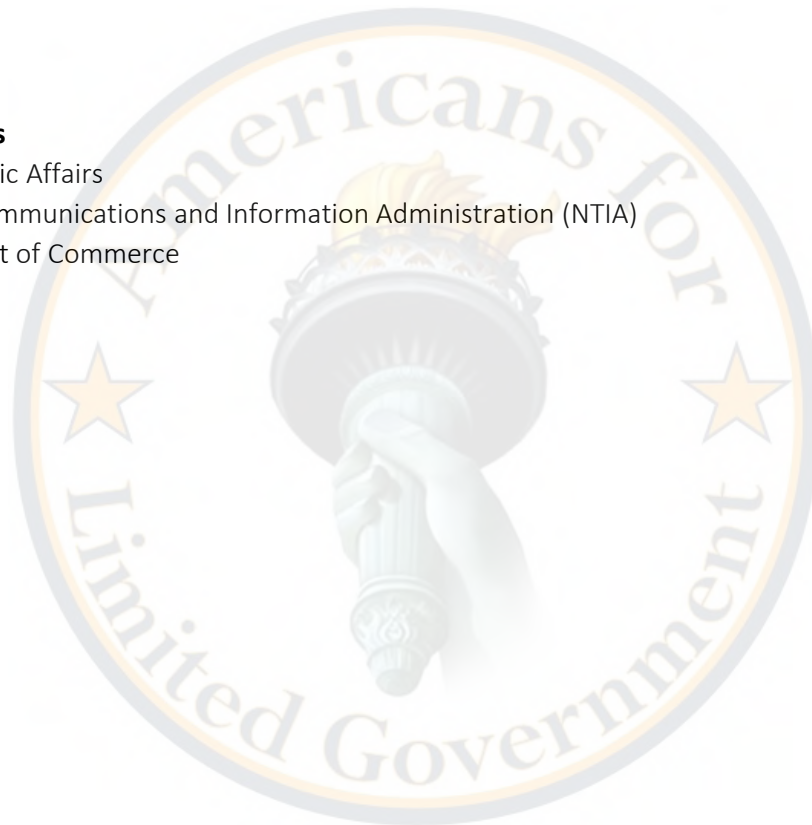 s
ic Affairs
mmunications and Information Administration (NTIA)
t of Commerce
Americans for
Limited Government